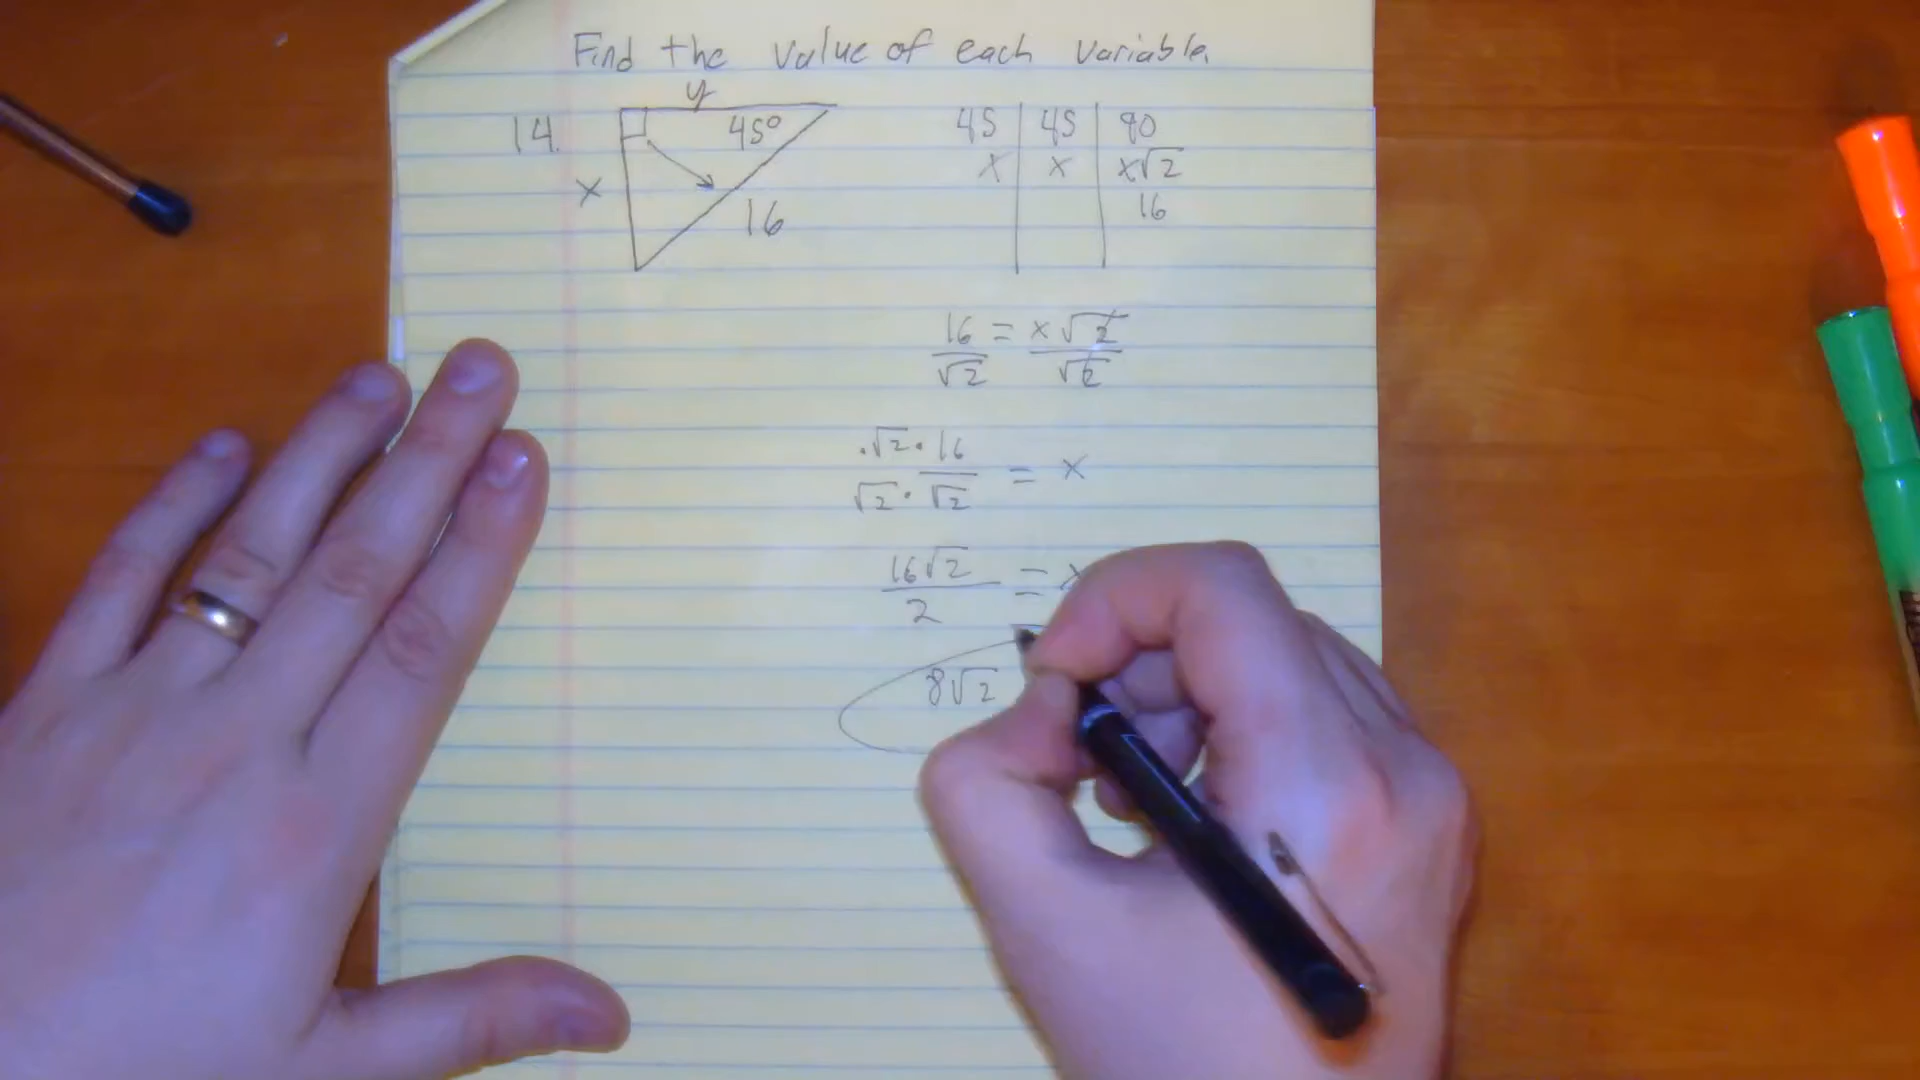 Find the value of each variable.
y
14. 45° 45 45 90
x x x x√2
16 16
16/√2 = x√2/√2
·√2·16/√2·√2 = x
16√2/2 = x
8√2